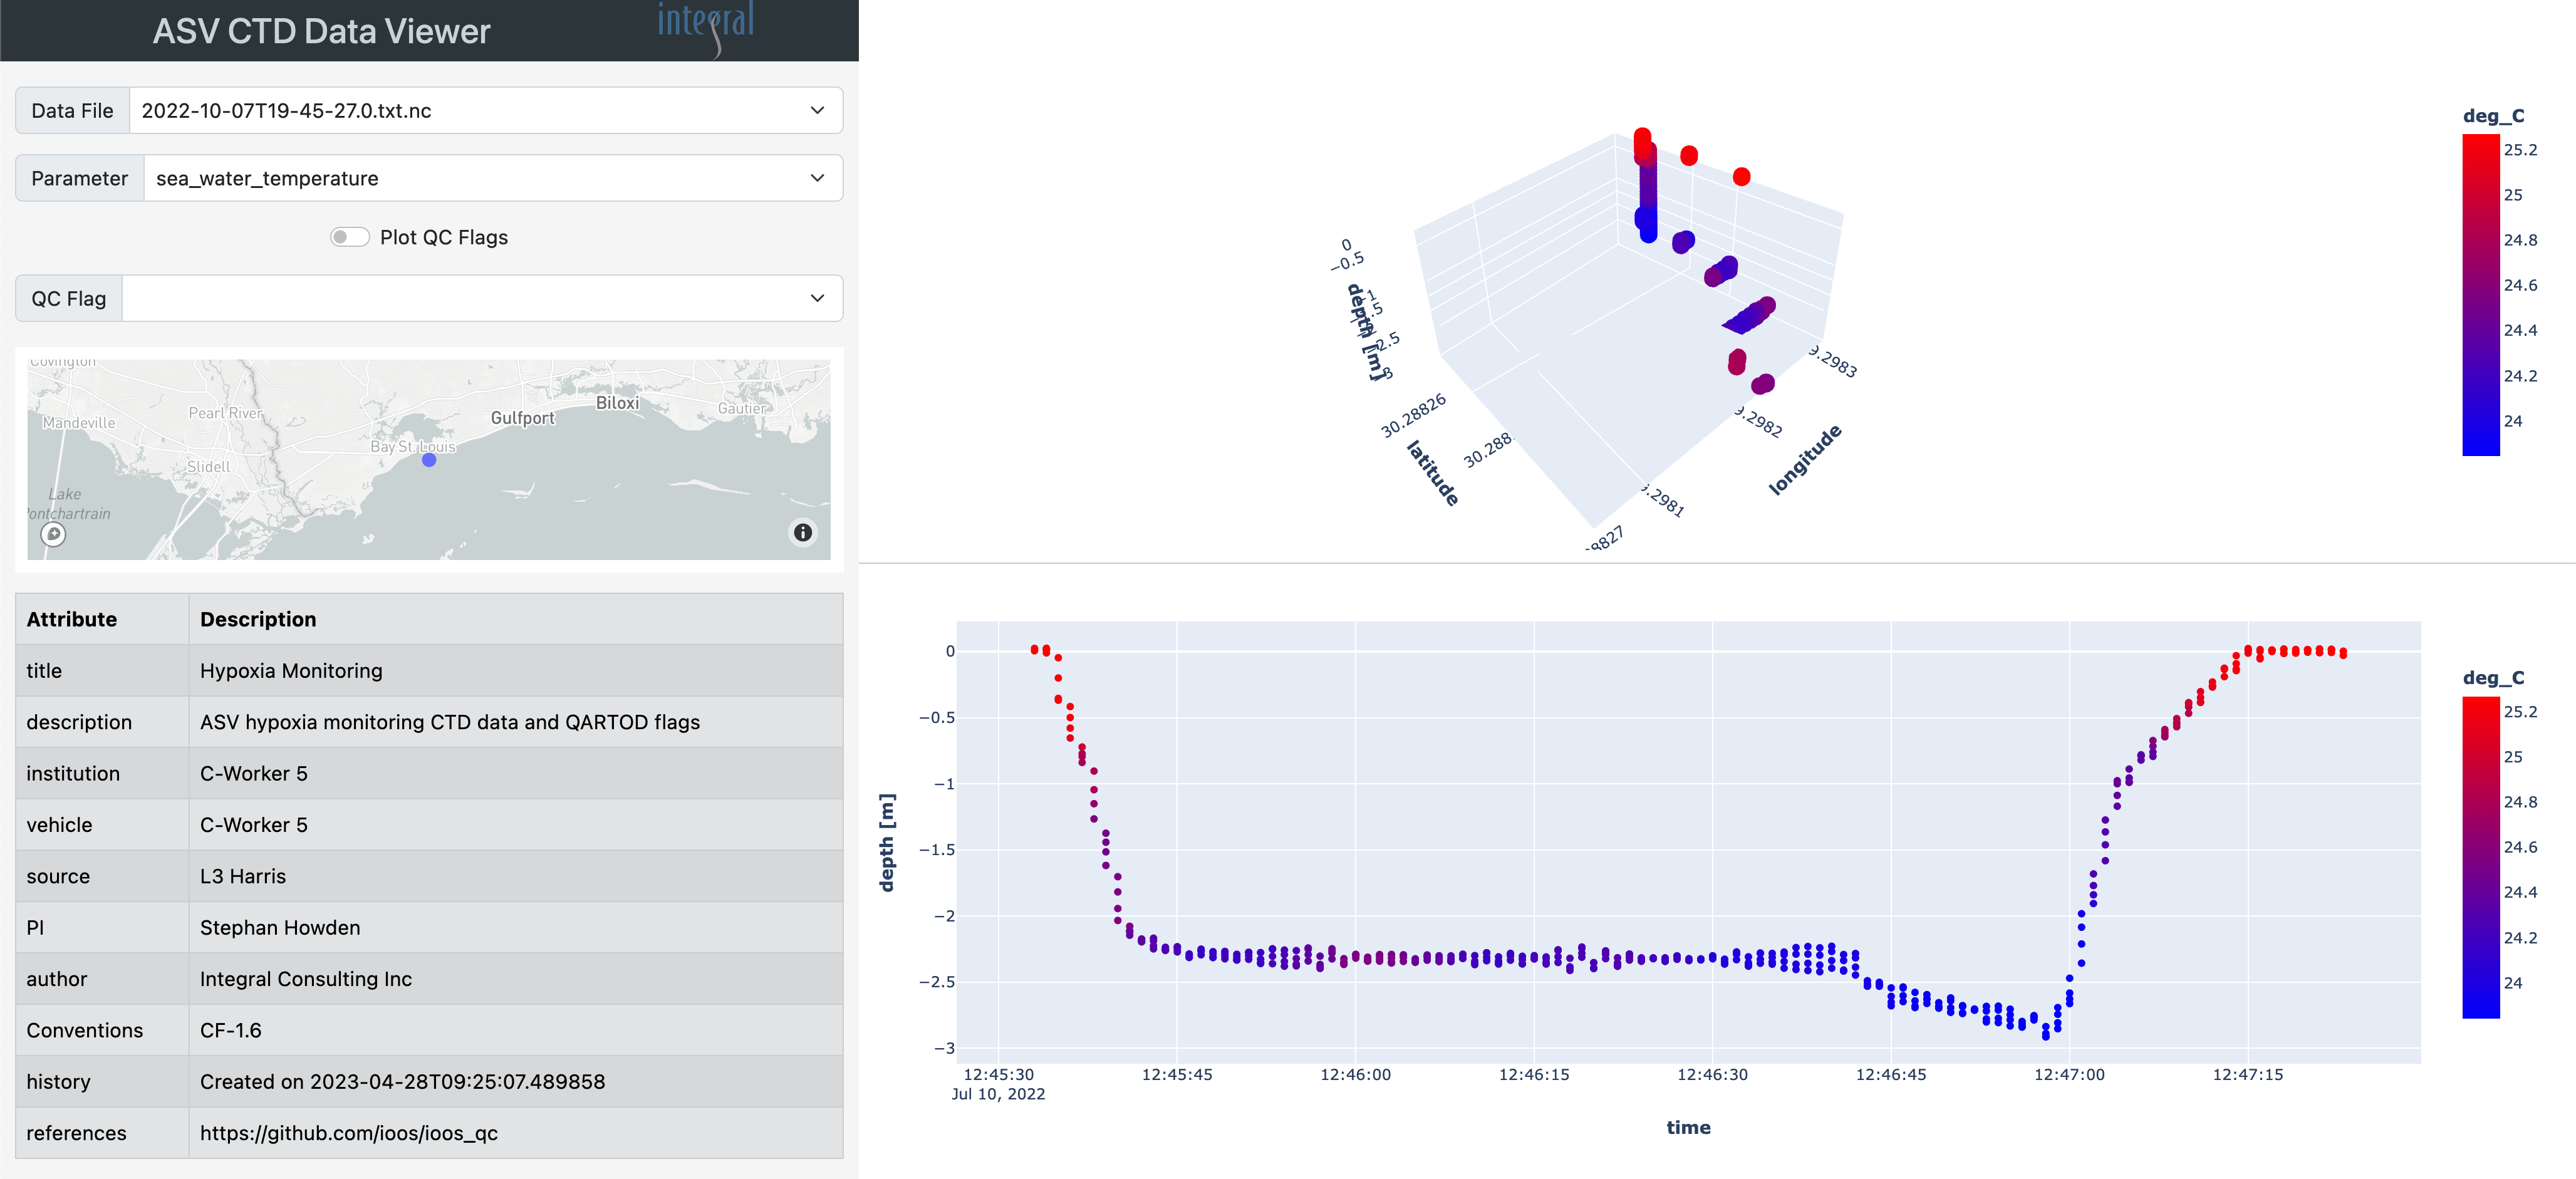 ASV CTD Data Viewer
integral
Data File 2022-10-07T19-45-27.0.txt.nc
Parameter sea_water_temperature
Plot QC Flags
QC Flag
Covington
Pearl River
Mandeville
Slidell
Bay St. Louis
Gulfport
Biloxi
Gautier
Lake
Pontchartrain
Attribute Description
title Hypoxia Monitoring
description ASV hypoxia monitoring CTD data and QARTOD flags
institution C-Worker 5
vehicle C-Worker 5
source L3 Harris
PI Stephan Howden
author Integral Consulting Inc
Conventions CF-1.6
history Created on 2023-04-28T09:25:07.489858
references https://github.com/ioos/ioos_qc
0
−0.5
depth [m]
30.28826
30.288
latitude
9.2983
9.2982
.2981
longitude
deg_C
25.2
25
24.8
24.6
24.4
24.2
24
0
−0.5
−1
−1.5
−2
−2.5
−3
depth [m]
12:45:30 12:45:45 12:46:00 12:46:15 12:46:30 12:46:45 12:47:00 12:47:15
Jul 10, 2022
time
deg_C
25.2
25
24.8
24.6
24.4
24.2
24